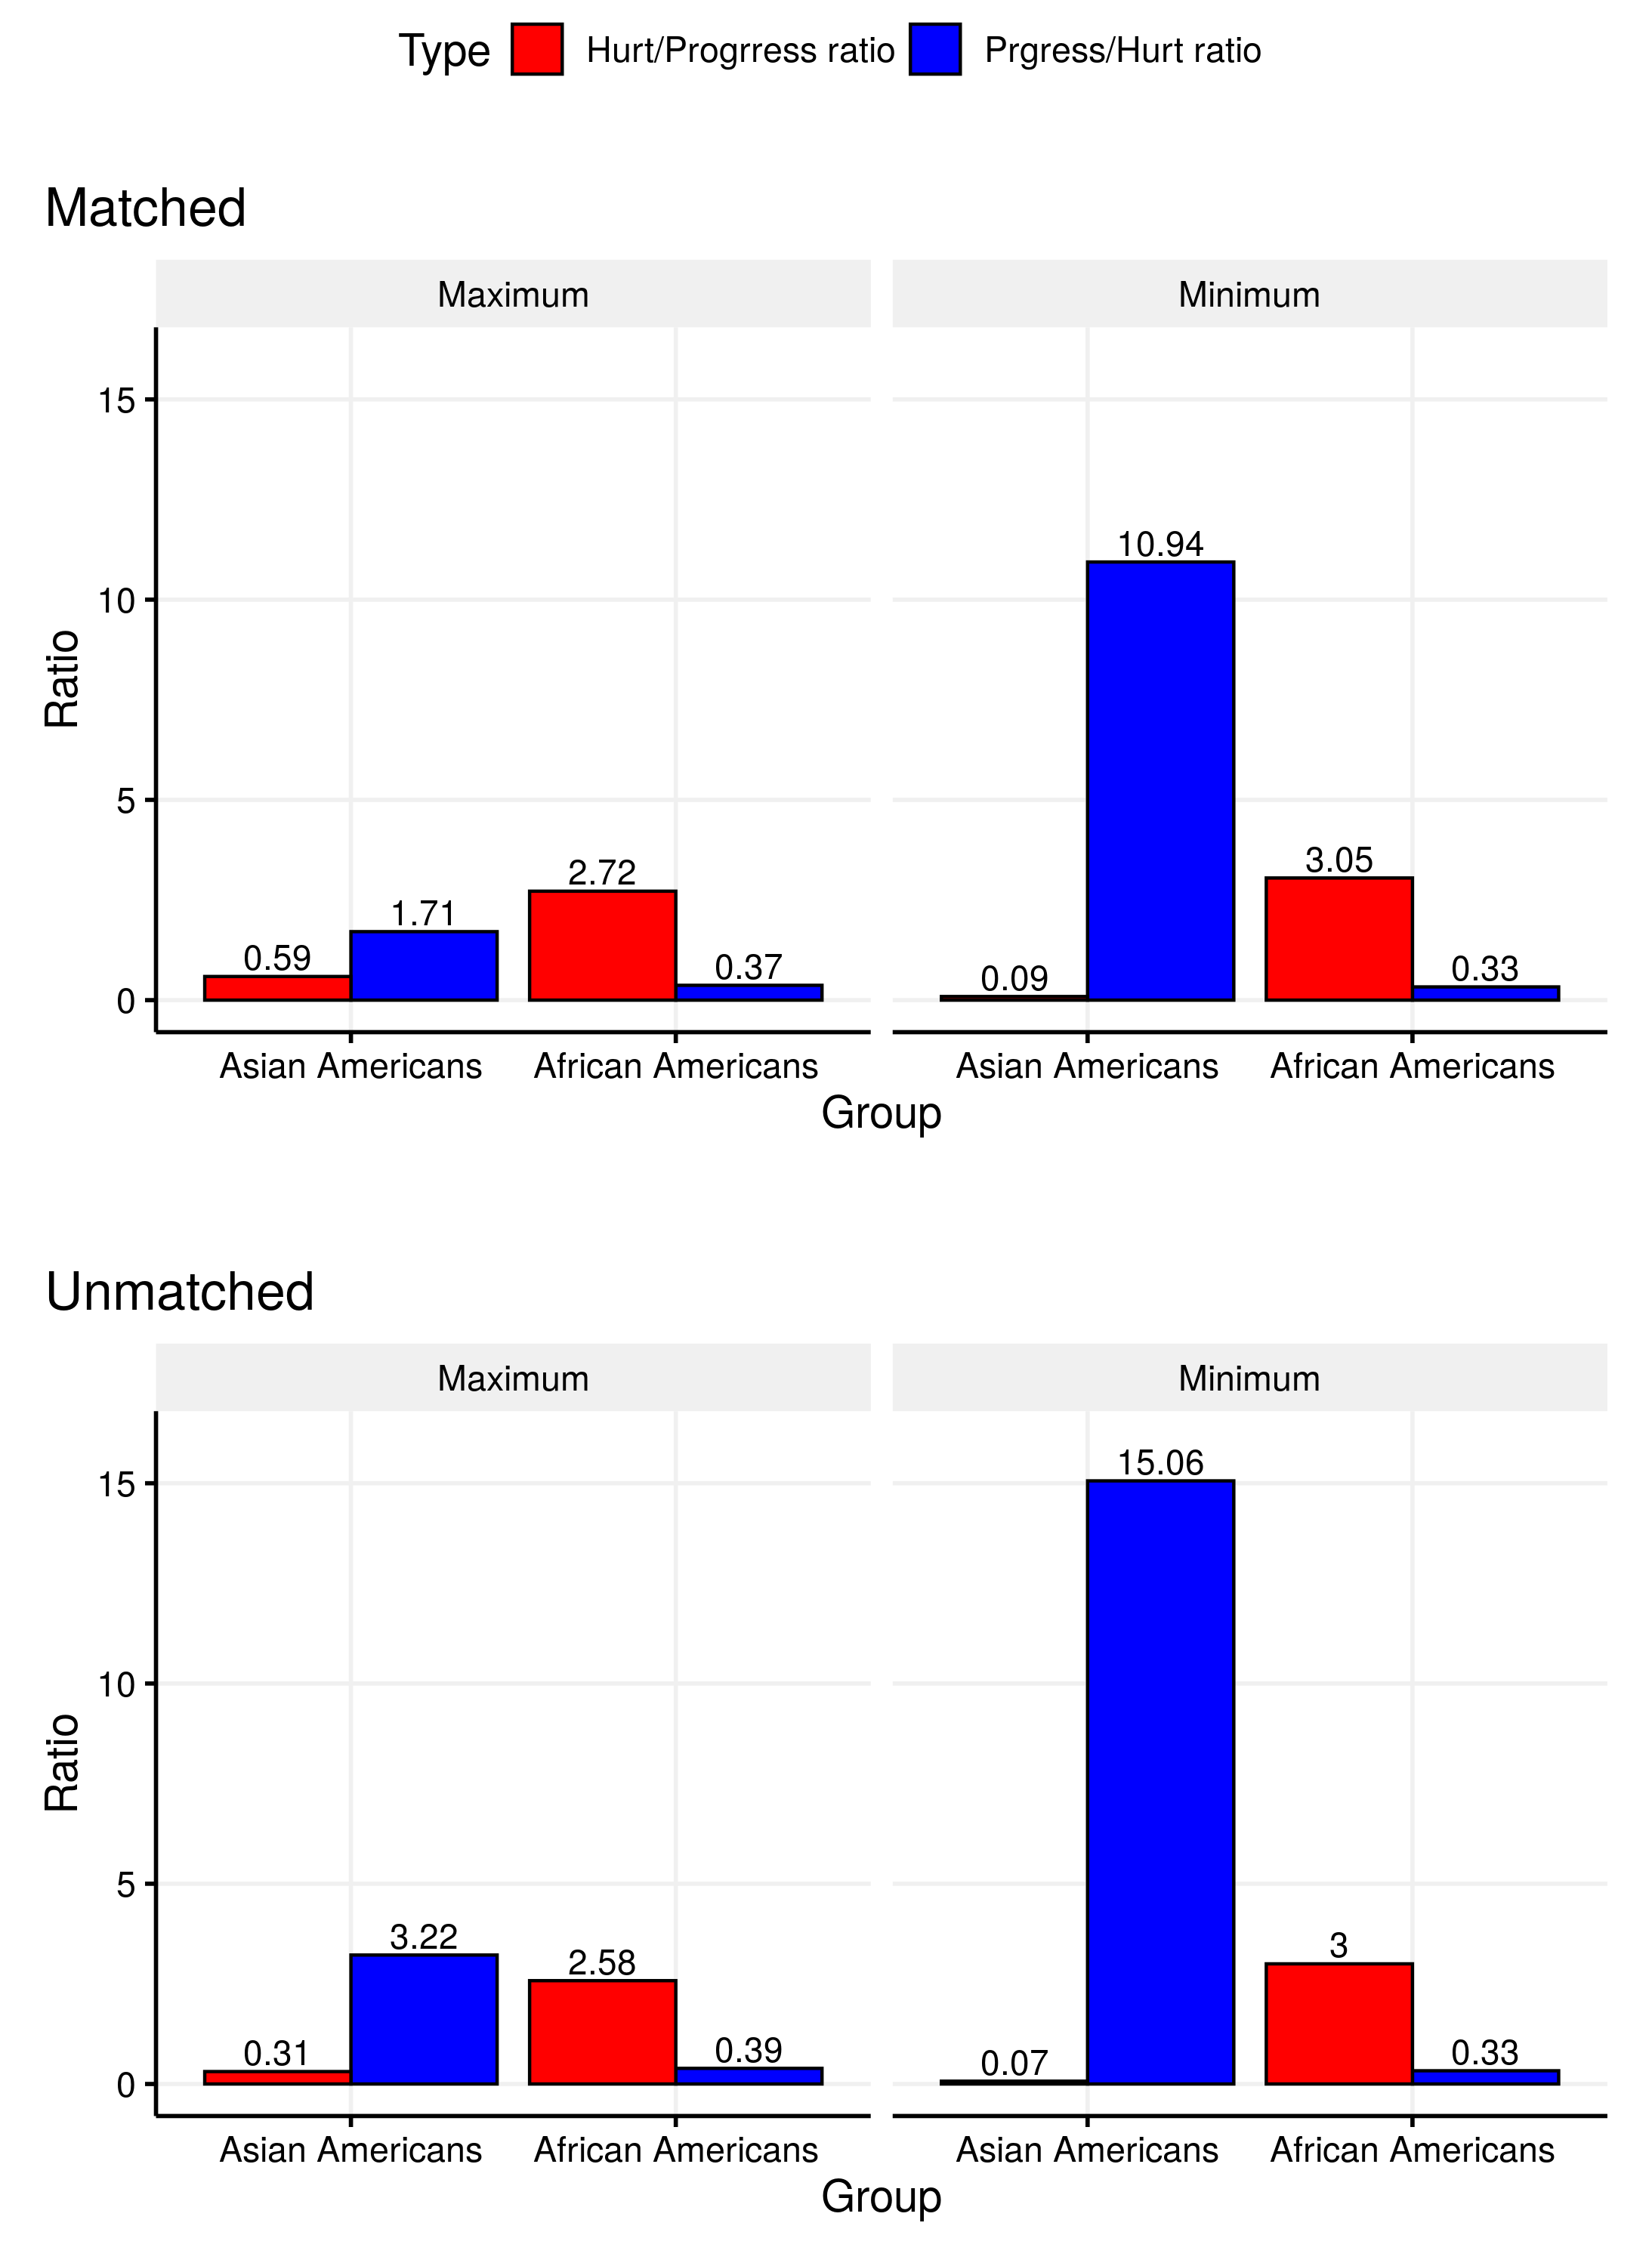 Type Hurt/Progrress ratio Prgress/Hurt ratio
Matched
Maximum Minimum
15
10.94
10
Ratio
5
3.05
2.72
1.71
0.59
0.37
0.09
0.33
0
Asian Americans African Americans Asian Americans African Americans
Group
Unmatched
Maximum Minimum
15.06
15
10
Ratio
5
3.22
2.58
3
0.31
0.39
0.07
0.33
0
Asian Americans African Americans Asian Americans African Americans
Group